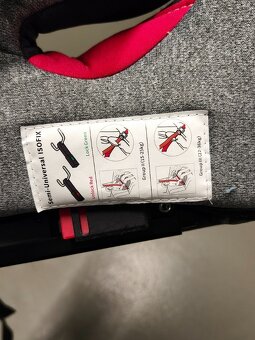 Semi-Universal ISOFIX
Lock:Green
Unlock:Red
Group II (15-25kg)
Group III (22-36kg)